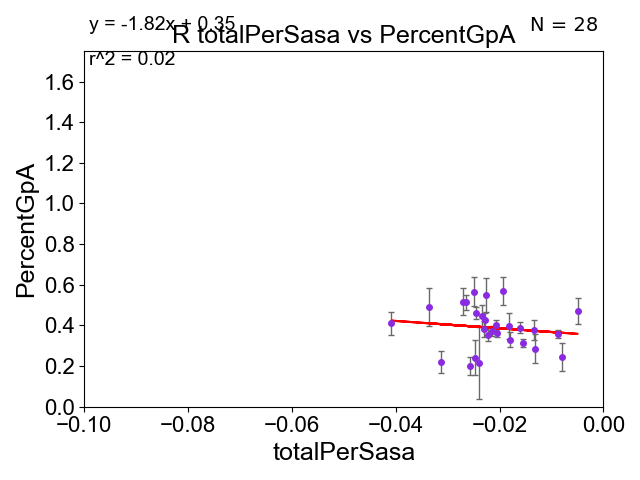 y = -1.82x + 0.35
N = 28
R totalPerSasa vs PercentGpA
r^2 = 0.02
1.6
1.4
1.2
1.0
0.8
0.6
0.4
0.2
0.0
PercentGpA
−0.10 −0.08 −0.06 −0.04 −0.02 0.00
totalPerSasa